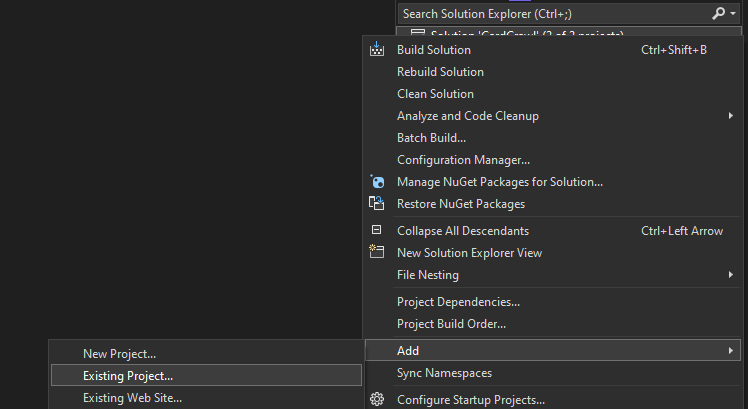 Search Solution Explorer (Ctrl+;)
Solution 'CardCrawl'
Build Solution Ctrl+Shift+B
Rebuild Solution
Clean Solution
Analyze and Code Cleanup
Batch Build...
Configuration Manager...
Manage NuGet Packages for Solution...
Restore NuGet Packages
Collapse All Descendants Ctrl+Left Arrow
New Solution Explorer View
File Nesting
Project Dependencies...
Project Build Order...
Add
New Project...
Existing Project...
Existing Web Site...
Sync Namespaces
Configure Startup Projects...